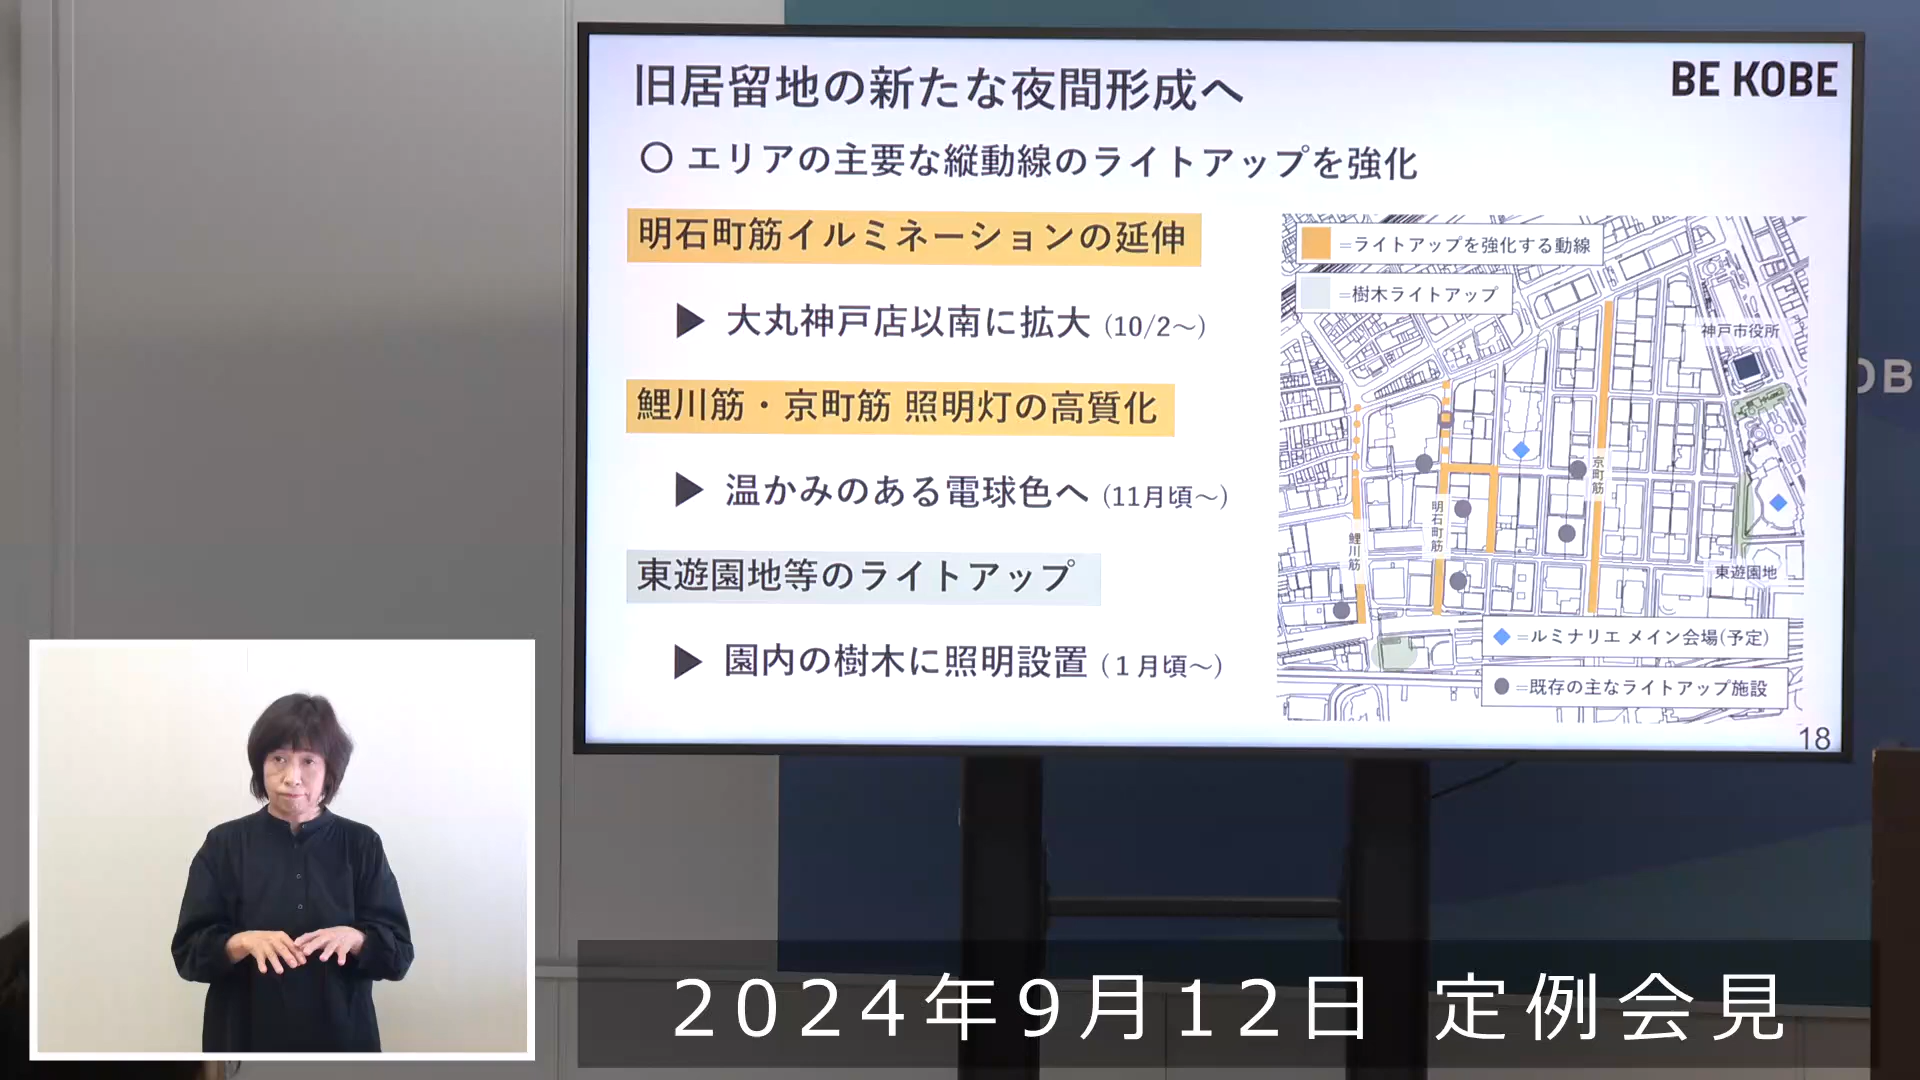 旧居留地の新たな夜間形成へ
BE KOBE
〇 エリアの主要な縦動線のライトアップを強化
明石町筋イルミネーションの延伸
▶ 大丸神戸店以南に拡大 (10/2～)
鯉川筋・京町筋 照明灯の高質化
▶ 温かみのある電球色へ (11月頃～)
東遊園地等のライトアップ
▶ 園内の樹木に照明設置 (1月頃～)
=ライトアップを強化する動線
=樹木ライトアップ
神戸市役所
京町筋
明石町筋
鯉川筋
東遊園地
=ルミナリエ メイン会場(予定)
=既存の主なライトアップ施設
18
OB
2024年9月12日 定例会見